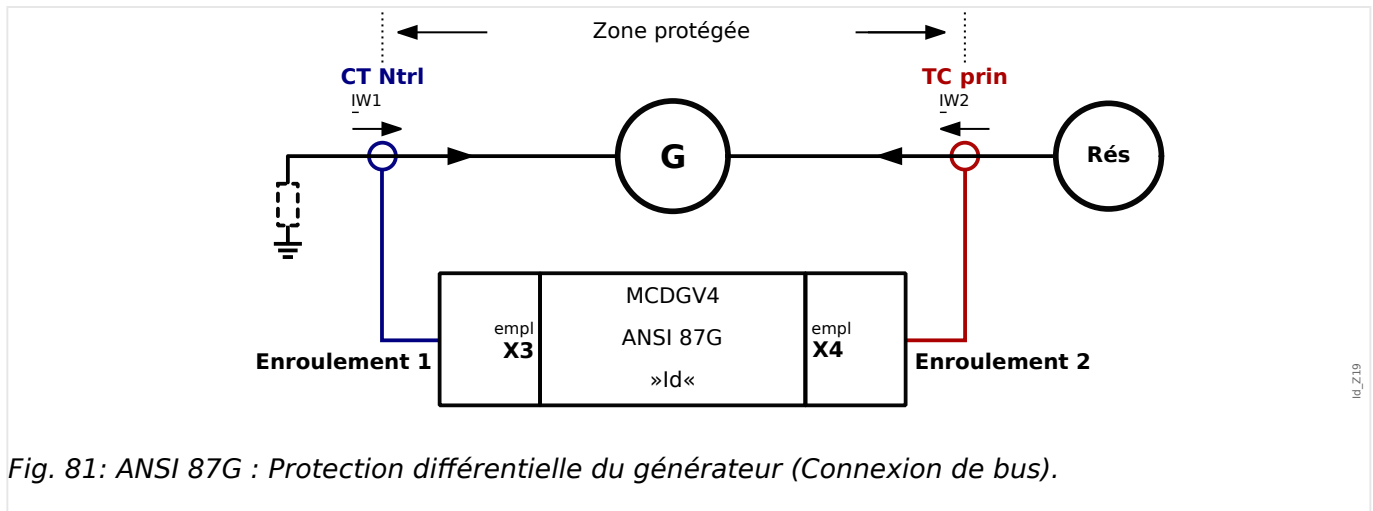 Zone protégée
CT Ntrl
TC prin
IW1
IW2
G
Rés
MCDGV4
empl
ANSI 87G
empl
X3
X4
Enroulement 1
»Id«
Enroulement 2
Id_Z19
Fig. 81: ANSI 87G : Protection différentielle du générateur (Connexion de bus).